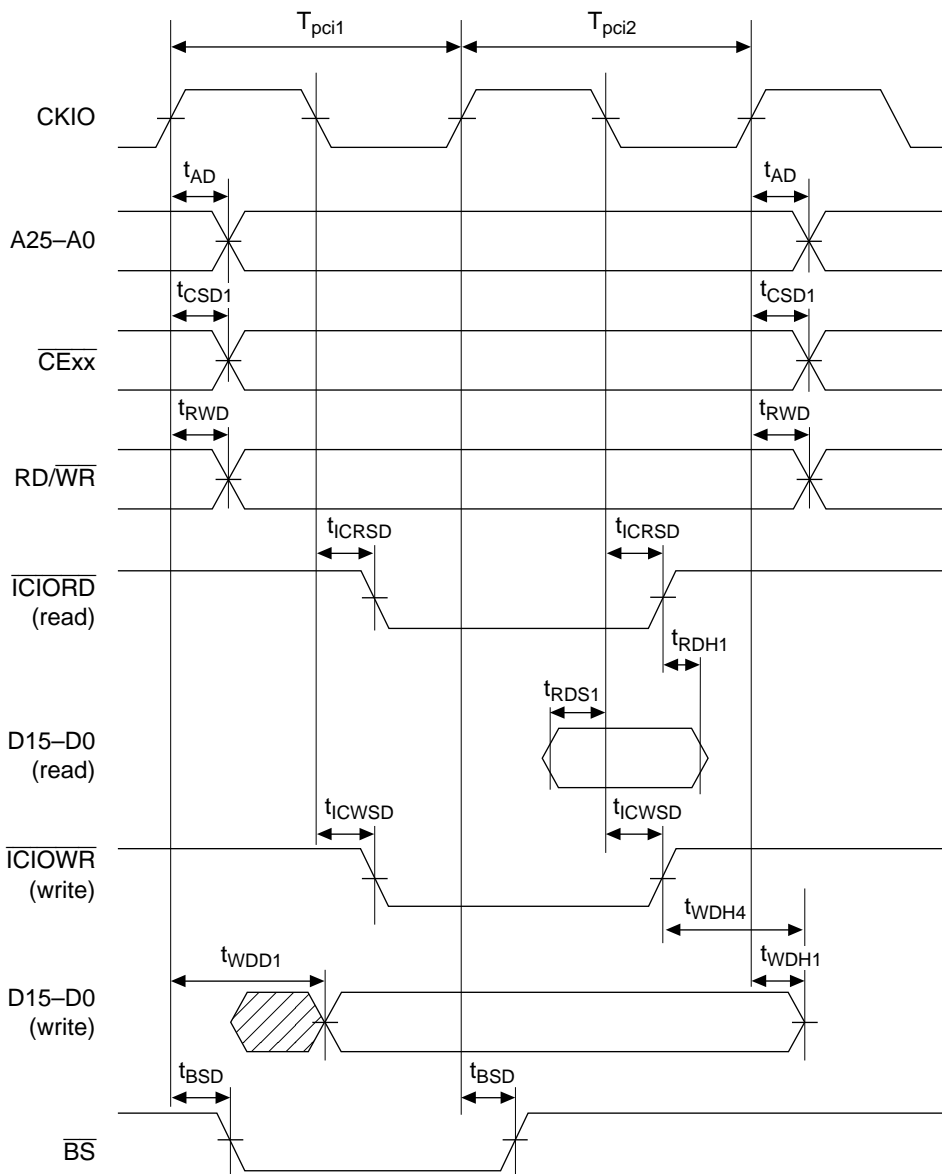 Tpci1 Tpci2
CKIO
tAD tAD
A25–A0
tCSD1 tCSD1
CExx
tRWD tRWD
RD/WR
tICRSD tICRSD
ICIORD
(read)
tRDH1
tRDS1
D15–D0
(read)
tICWSD tICWSD
ICIOWR
(write)
tWDH4
tWDD1 tWDH1
D15–D0
(write)
tBSD tBSD
BS